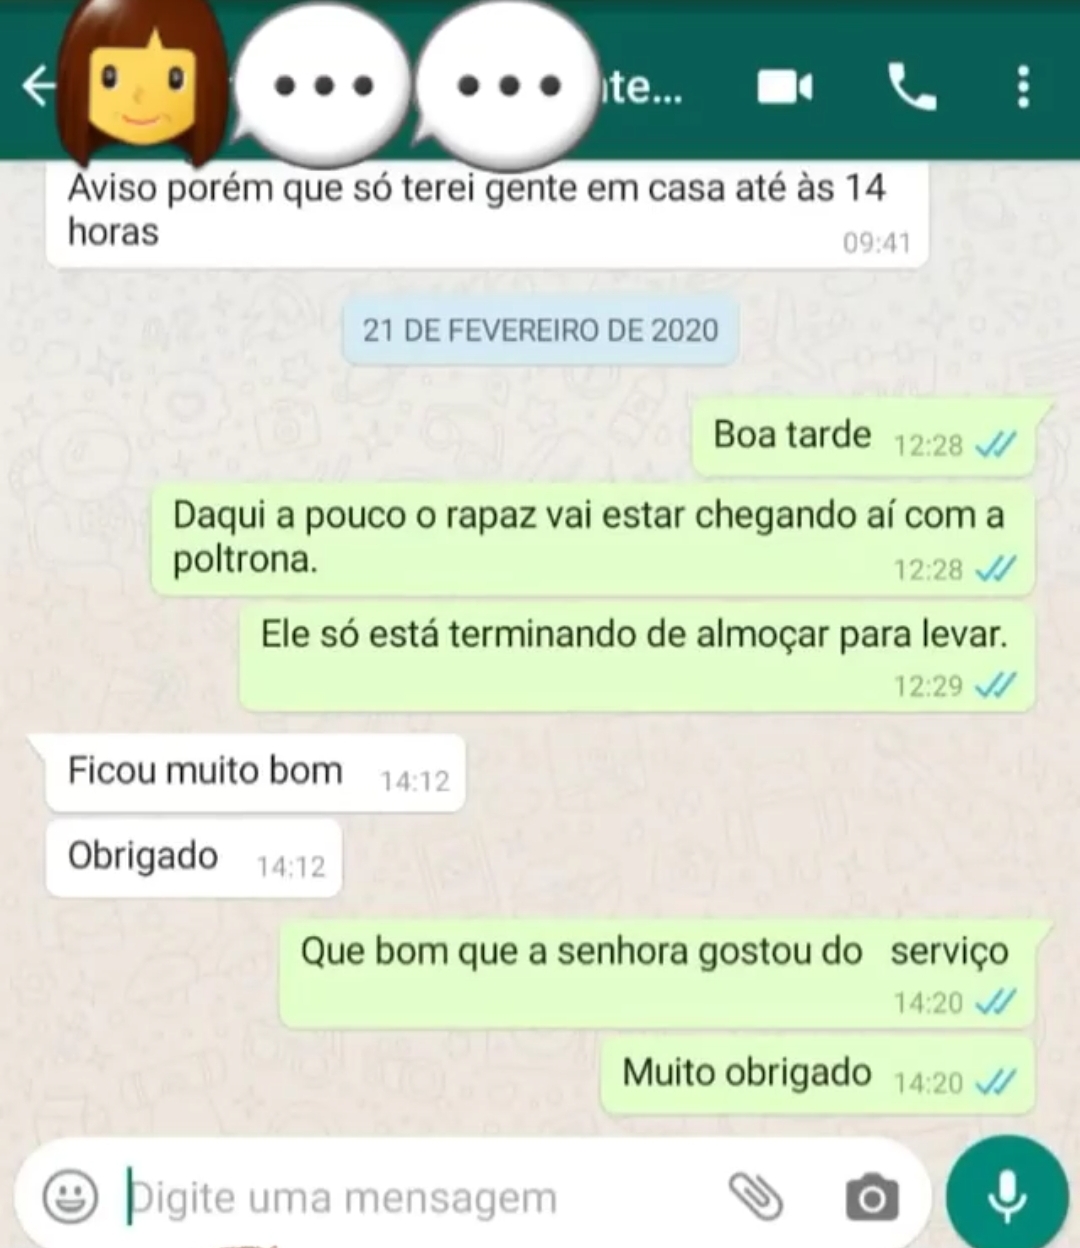 te...
Aviso porém que só terei gente em casa até às 14
horas
09:41
21 DE FEVEREIRO DE 2020
Boa tarde 12:28
Daqui a pouco o rapaz vai estar chegando aí com a
poltrona.
12:28
Ele só está terminando de almoçar para levar.
12:29
Ficou muito bom 14:12
Obrigado 14:12
Que bom que a senhora gostou do serviço
14:20
Muito obrigado 14:20
Digite uma mensagem